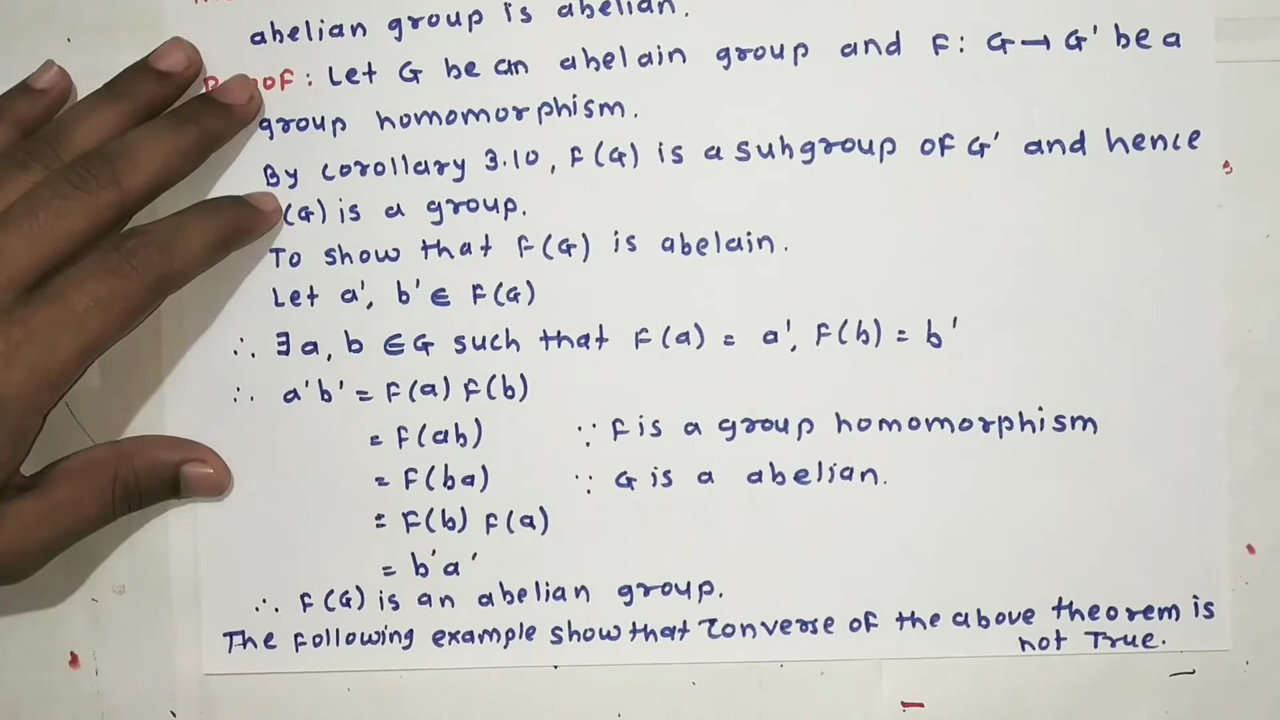 abelian group is abelian.
Proof: Let G be an abelain group and F: G→G' be a
group homomorphism.
By corollary 3.10, F(G) is a subgroup of G' and hence
(G) is a group.
To show that F(G) is abelain.
Let a', b' ∈ F(G)
∴ ∃ a, b ∈ G such that F(a) = a', F(b) = b'
∴ a'b' = F(a) F(b)
= F(ab) ∵ F is a group homomorphism
= F(ba) ∵ G is a abelian.
= F(b) F(a)
= b'a'
∴ F(G) is an abelian group.
The following example show that converse of the above theorem is
not True.